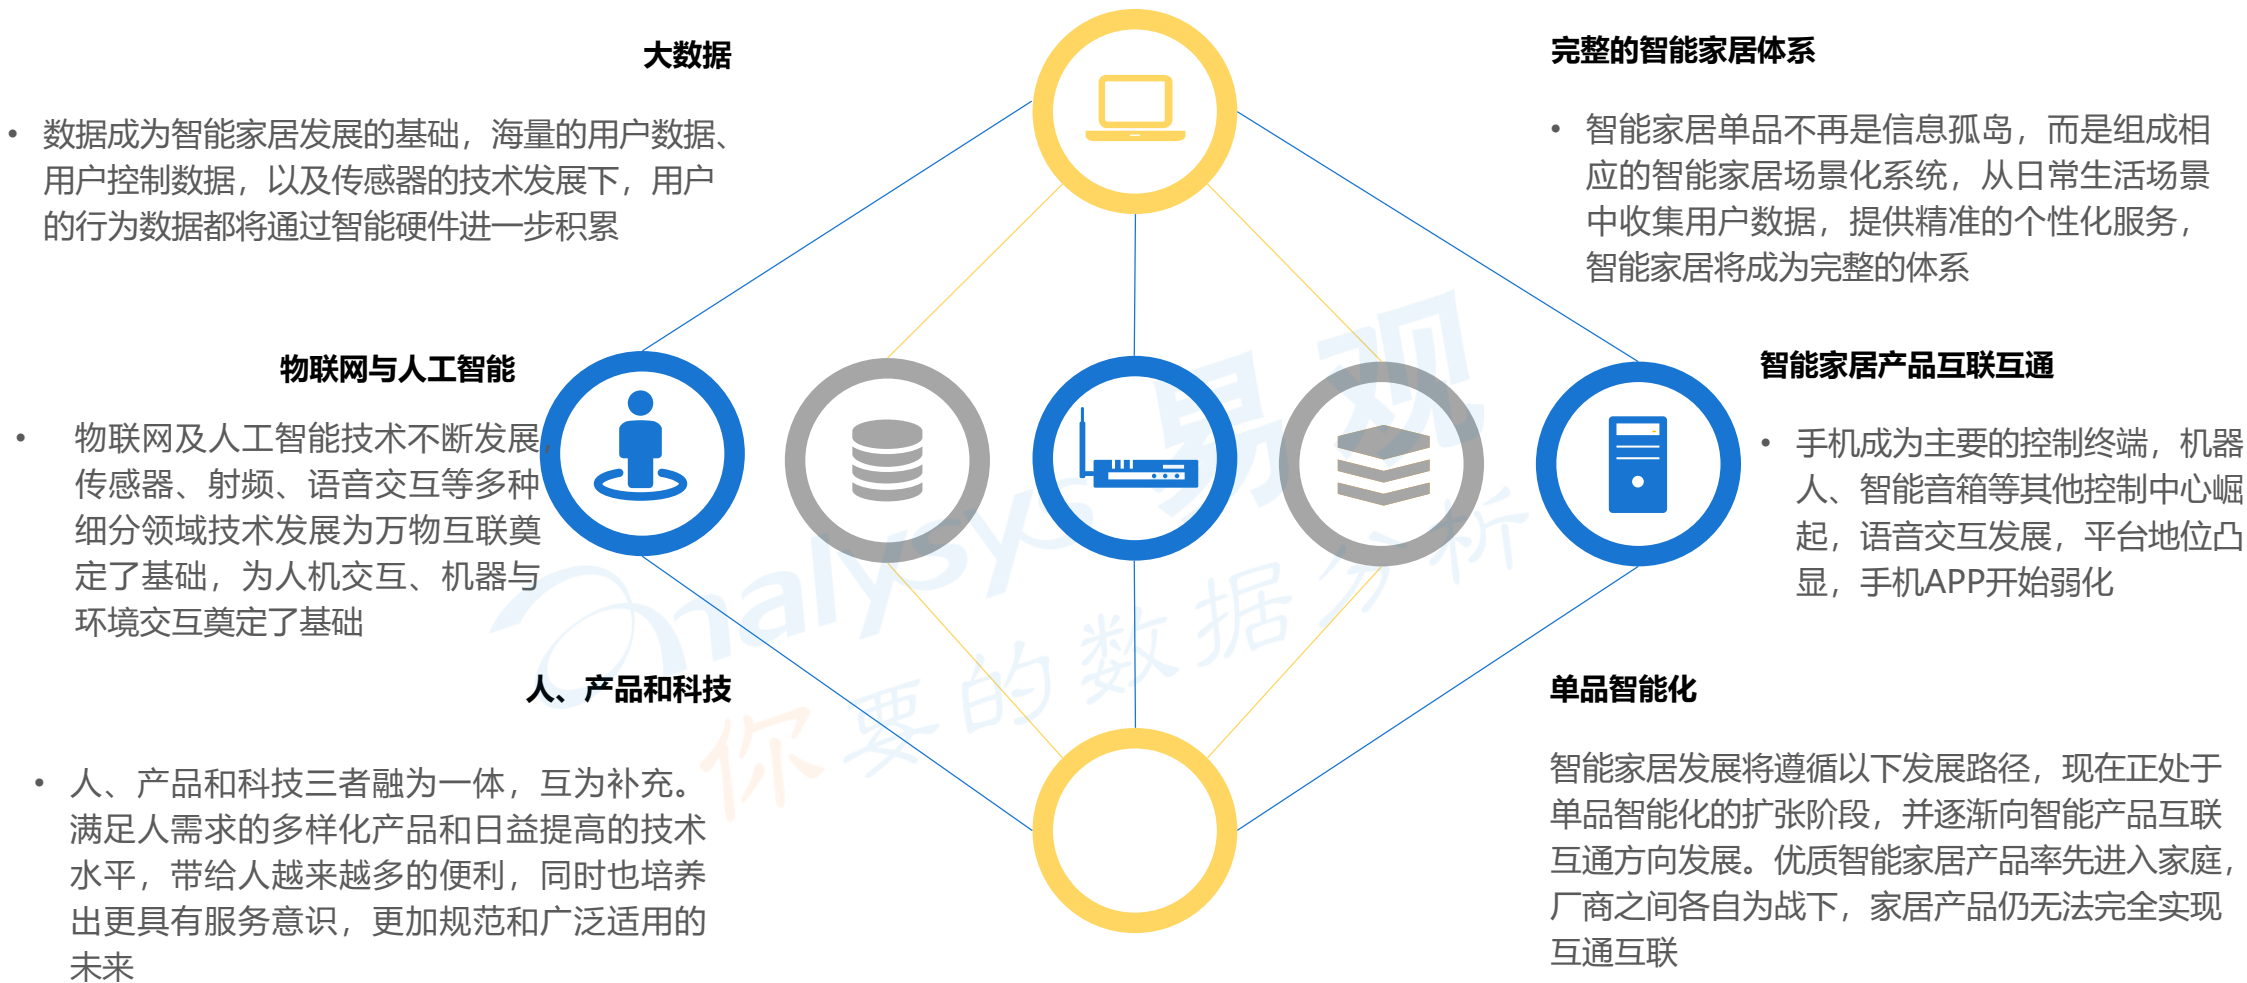 大数据
• 数据成为智能家居发展的基础，海量的用户数据、
用户控制数据，以及传感器的技术发展下，用户
的行为数据都将通过智能硬件进一步积累
物联网与人工智能
• 物联网及人工智能技术不断发展，
传感器、射频、语音交互等多种
细分领域技术发展为万物互联奠
定了基础，为人机交互、机器与
环境交互奠定了基础
人、产品和科技
• 人、产品和科技三者融为一体，互为补充。
满足人需求的多样化产品和日益提高的技术
水平，带给人越来越多的便利，同时也培养
出更具有服务意识，更加规范和广泛适用的
未来
完整的智能家居体系
• 智能家居单品不再是信息孤岛，而是组成相
应的智能家居场景化系统，从日常生活场景
中收集用户数据，提供精准的个性化服务，
智能家居将成为完整的体系
智能家居产品互联互通
• 手机成为主要的控制终端，机器
人、智能音箱等其他控制中心崛
起，语音交互发展，平台地位凸
显，手机APP开始弱化
单品智能化
智能家居发展将遵循以下发展路径，现在正处于
单品智能化的扩张阶段，并逐渐向智能产品互联
互通方向发展。优质智能家居产品率先进入家庭，
厂商之间各自为战下，家居产品仍无法完全实现
互通互联
analysys 易观
你要的数据分析